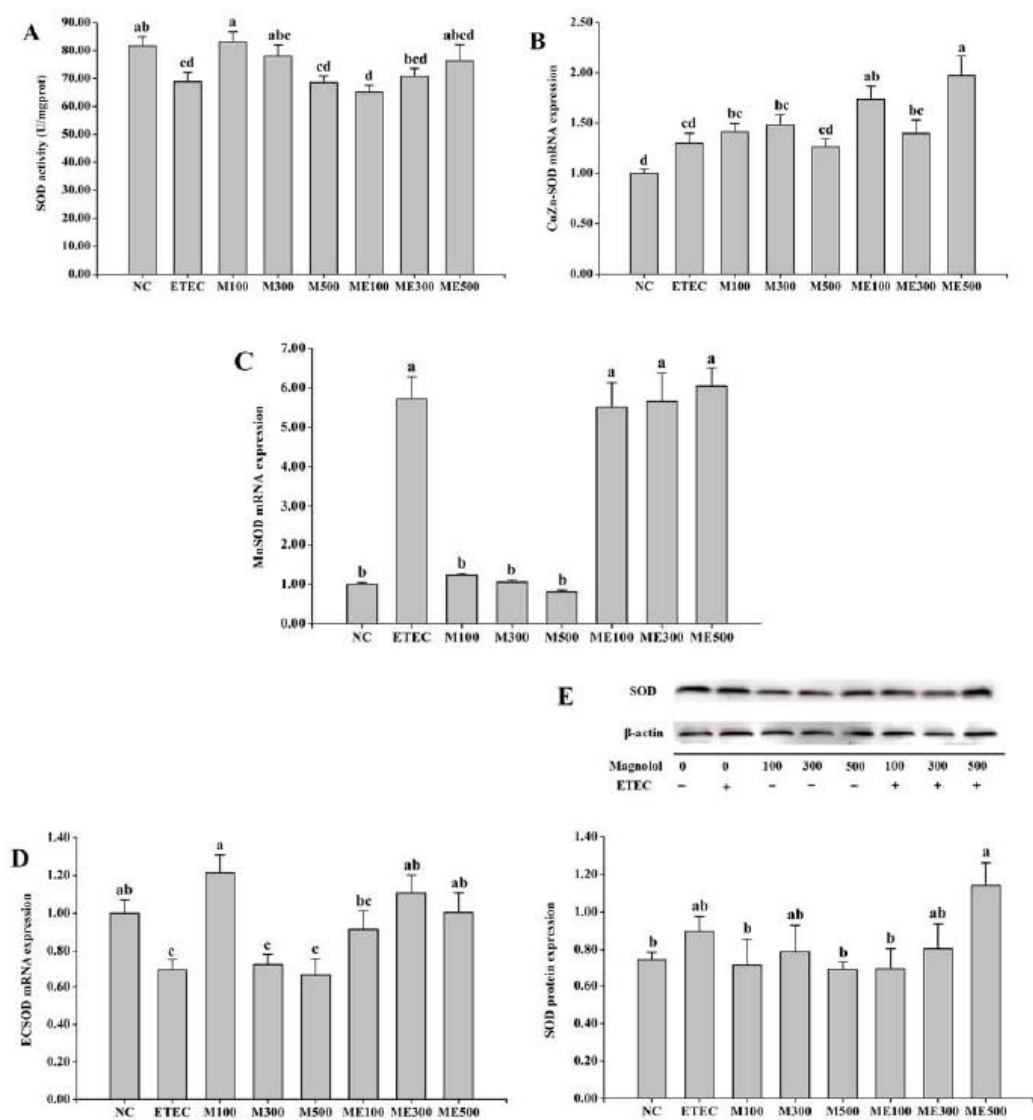 A
SOD activity (U/mgprot)
90.00
80.00
70.00
60.00
50.00
40.00
30.00
20.00
10.00
0.00
ab cd a abc cd d bcd abcd
NC ETEC M100 M300 M500 ME100 ME300 ME500
B
CuZn-SOD mRNA expression
2.50
2.00
1.50
1.00
0.50
0.00
d cd bc bc cd ab bc a
NC ETEC M100 M300 M500 ME100 ME300 ME500
C
MnSOD mRNA expression
7.00
6.00
5.00
4.00
3.00
2.00
1.00
0.00
b a b b b a a a
NC ETEC M100 M300 M500 ME100 ME300 ME500
E
SOD
β-actin
Magnolol 0 0 100 300 500 100 300 500
ETEC − + − − − + + +
D
ECSOD mRNA expression
1.40
1.20
1.00
0.80
0.60
0.40
0.20
0.00
ab c a c c bc ab ab
NC ETEC M100 M300 M500 ME100 ME300 ME500
SOD protein expression
1.40
1.20
1.00
0.80
0.60
0.40
0.20
0.00
b ab b ab b b ab a
NC ETEC M100 M300 M500 ME100 ME300 ME500